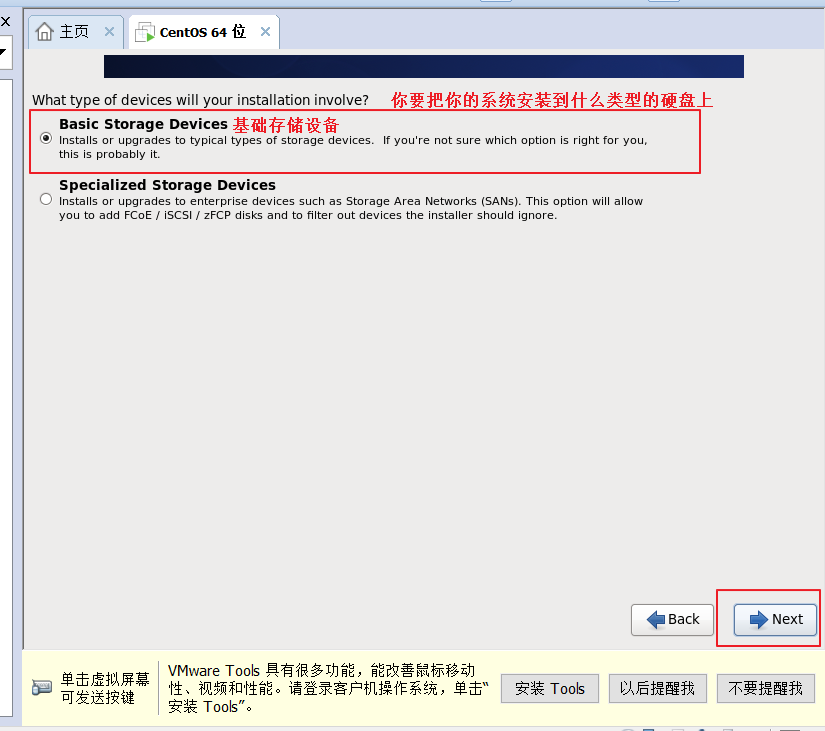 主页
CentOS 64 位
What type of devices will your installation involve? 你要把你的系统安装到什么类型的硬盘上
Basic Storage Devices 基础存储设备
Installs or upgrades to typical types of storage devices. If you're not sure which option is right for you,
this is probably it.
Specialized Storage Devices
Installs or upgrades to enterprise devices such as Storage Area Networks (SANs). This option will allow
you to add FCoE / iSCSI / zFCP disks and to filter out devices the installer should ignore.
Back
Next
单击虚拟屏幕
可发送按键
VMware Tools 具有很多功能，能改善鼠标移动
性、视频和性能。请登录客户机操作系统，单击“
安装 Tools”。
安装 Tools
以后提醒我
不要提醒我